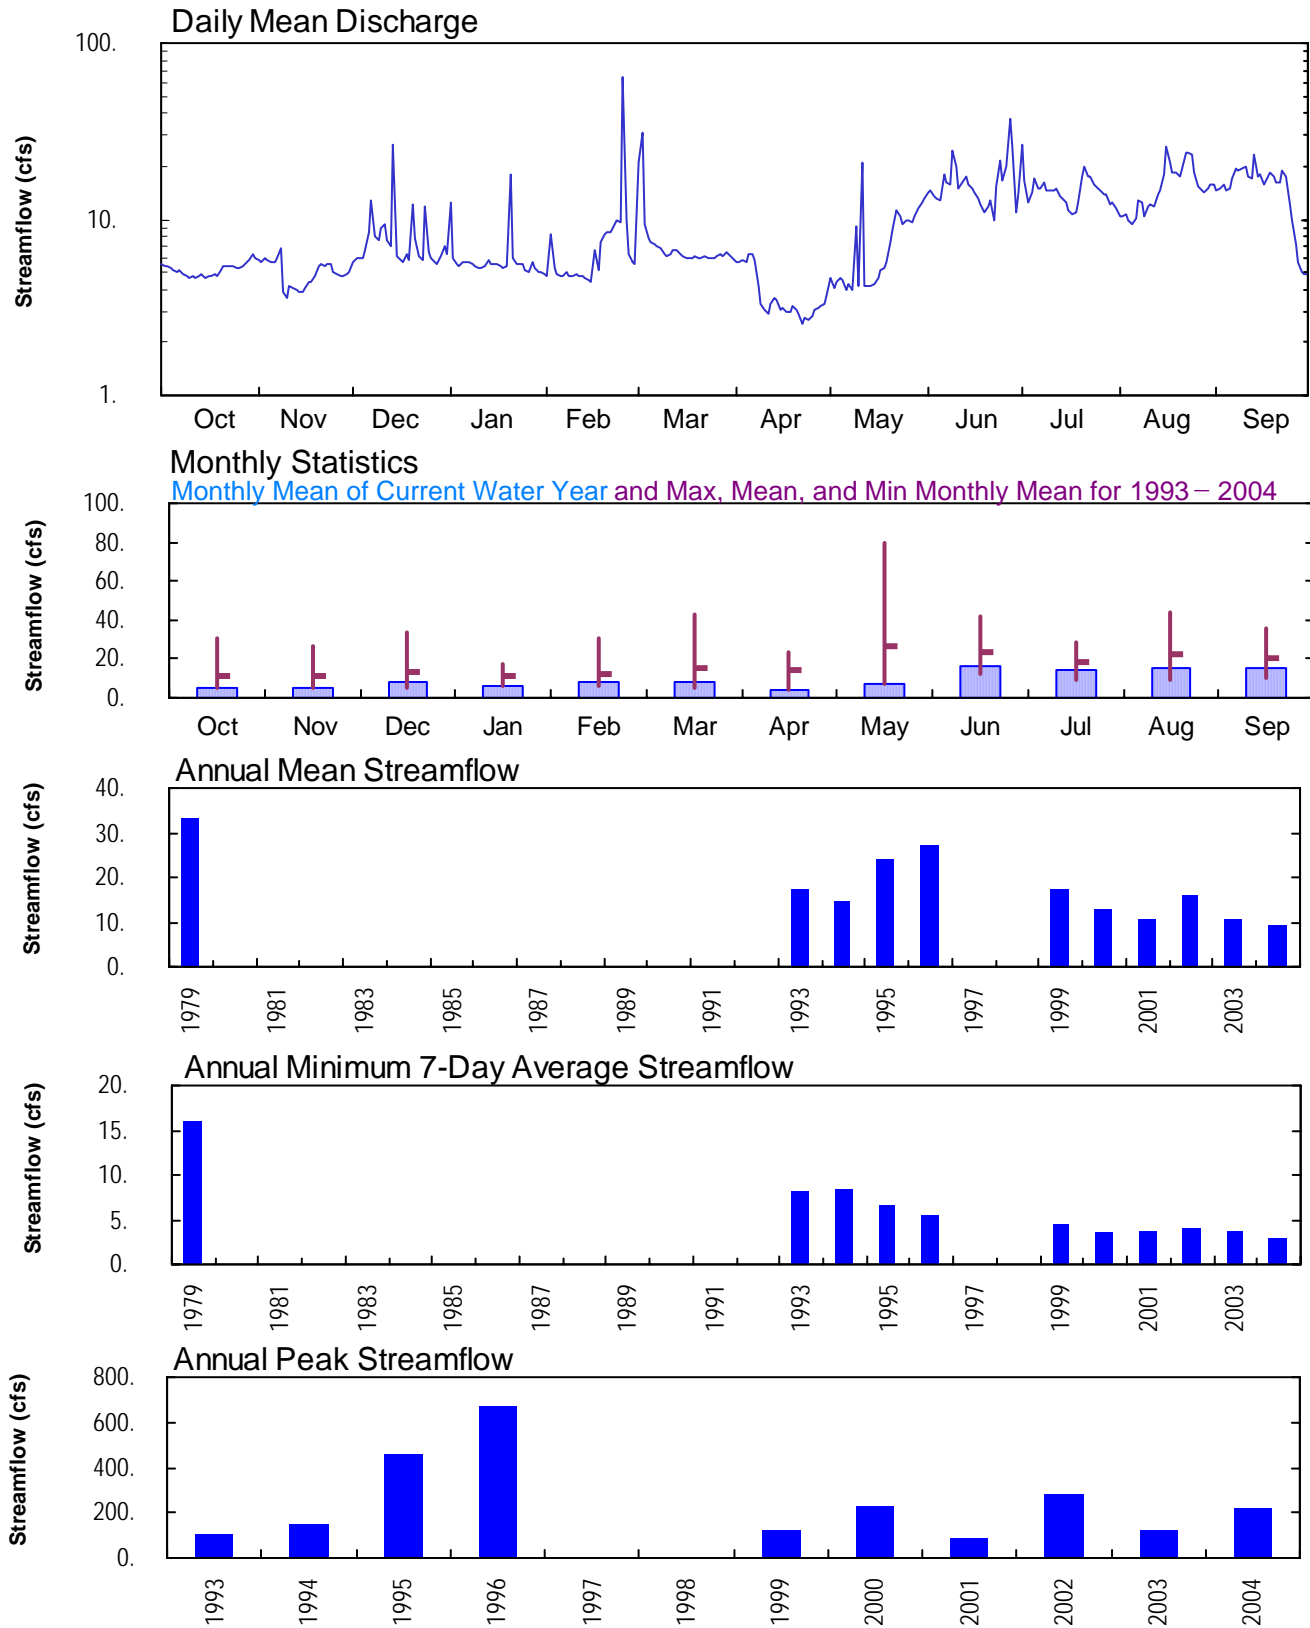 Daily Mean Discharge
Streamflow (cfs)
100.
10.
1.
Oct Nov Dec Jan Feb Mar Apr May Jun Jul Aug Sep
Monthly Statistics
Monthly Mean of Current Water Year and Max, Mean, and Min Monthly Mean for 1993 – 2004
Streamflow (cfs)
100.
80.
60.
40.
20.
0.
Oct Nov Dec Jan Feb Mar Apr May Jun Jul Aug Sep
Annual Mean Streamflow
Streamflow (cfs)
40.
30.
20.
10.
0.
1979 1981 1983 1985 1987 1989 1991 1993 1995 1997 1999 2001 2003
Annual Minimum 7-Day Average Streamflow
Streamflow (cfs)
20.
15.
10.
5.
0.
1979 1981 1983 1985 1987 1989 1991 1993 1995 1997 1999 2001 2003
Annual Peak Streamflow
Streamflow (cfs)
800.
600.
400.
200.
0.
1993 1994 1995 1996 1997 1998 1999 2000 2001 2002 2003 2004